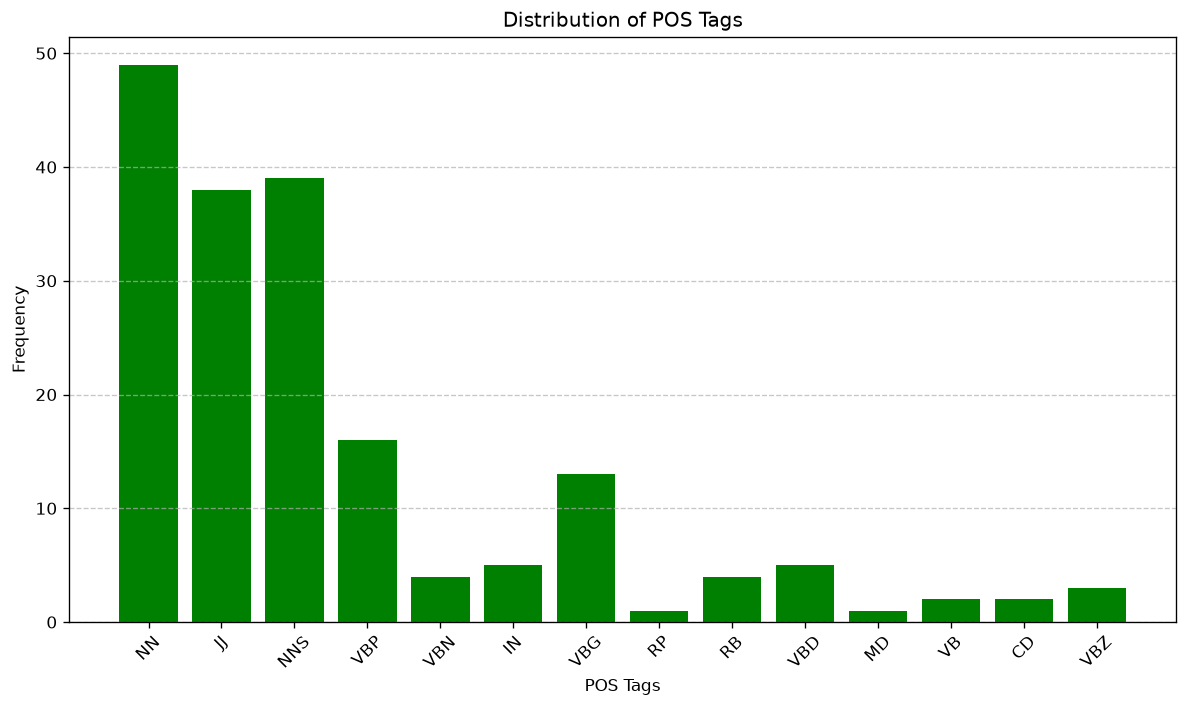 Distribution of POS Tags
50
40
30
20
10
0
Frequency
NN
JJ
NNS
VBP
VBN
IN
VBG
RP
RB
VBD
MD
VB
CD
VBZ
POS Tags